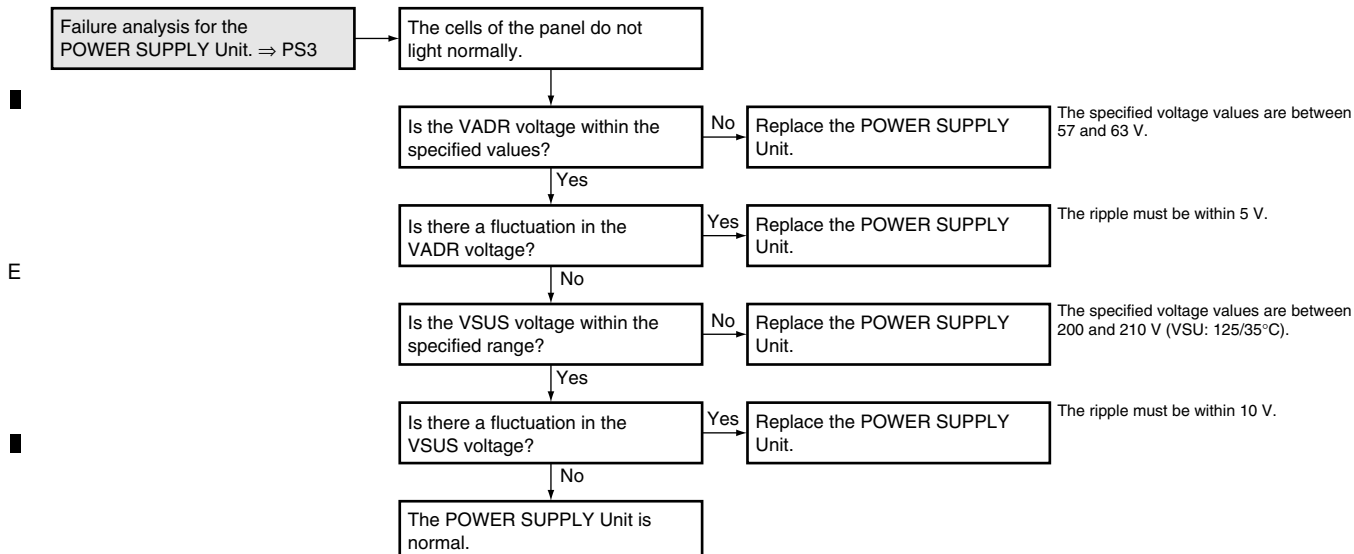 Failure analysis for the
POWER SUPPLY Unit. ⇒ PS3
The cells of the panel do not
light normally.
Is the VADR voltage within the
specified values?
No
Replace the POWER SUPPLY
Unit.
The specified voltage values are between
57 and 63 V.
Yes
Is there a fluctuation in the
VADR voltage?
Yes
Replace the POWER SUPPLY
Unit.
The ripple must be within 5 V.
E
No
Is the VSUS voltage within the
specified range?
No
Replace the POWER SUPPLY
Unit.
The specified voltage values are between
200 and 210 V (VSU: 125/35°C).
Yes
Is there a fluctuation in the
VSUS voltage?
Yes
Replace the POWER SUPPLY
Unit.
The ripple must be within 10 V.
No
The POWER SUPPLY Unit is
normal.